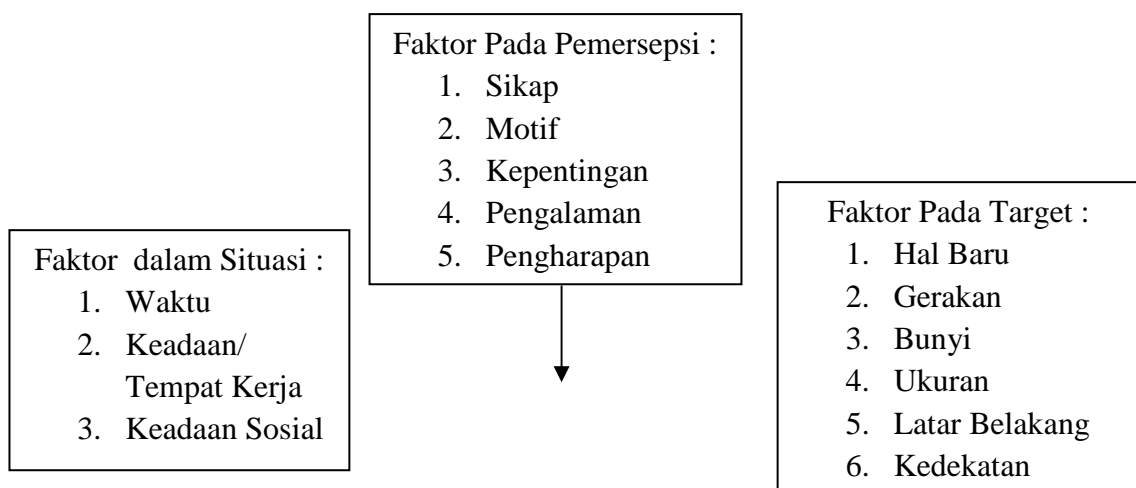 Faktor Pada Pemersepsi :
1. Sikap
2. Motif
3. Kepentingan
4. Pengalaman
5. Pengharapan
Faktor dalam Situasi :
1. Waktu
2. Keadaan/
Tempat Kerja
3. Keadaan Sosial
Faktor Pada Target :
1. Hal Baru
2. Gerakan
3. Bunyi
4. Ukuran
5. Latar Belakang
6. Kedekatan